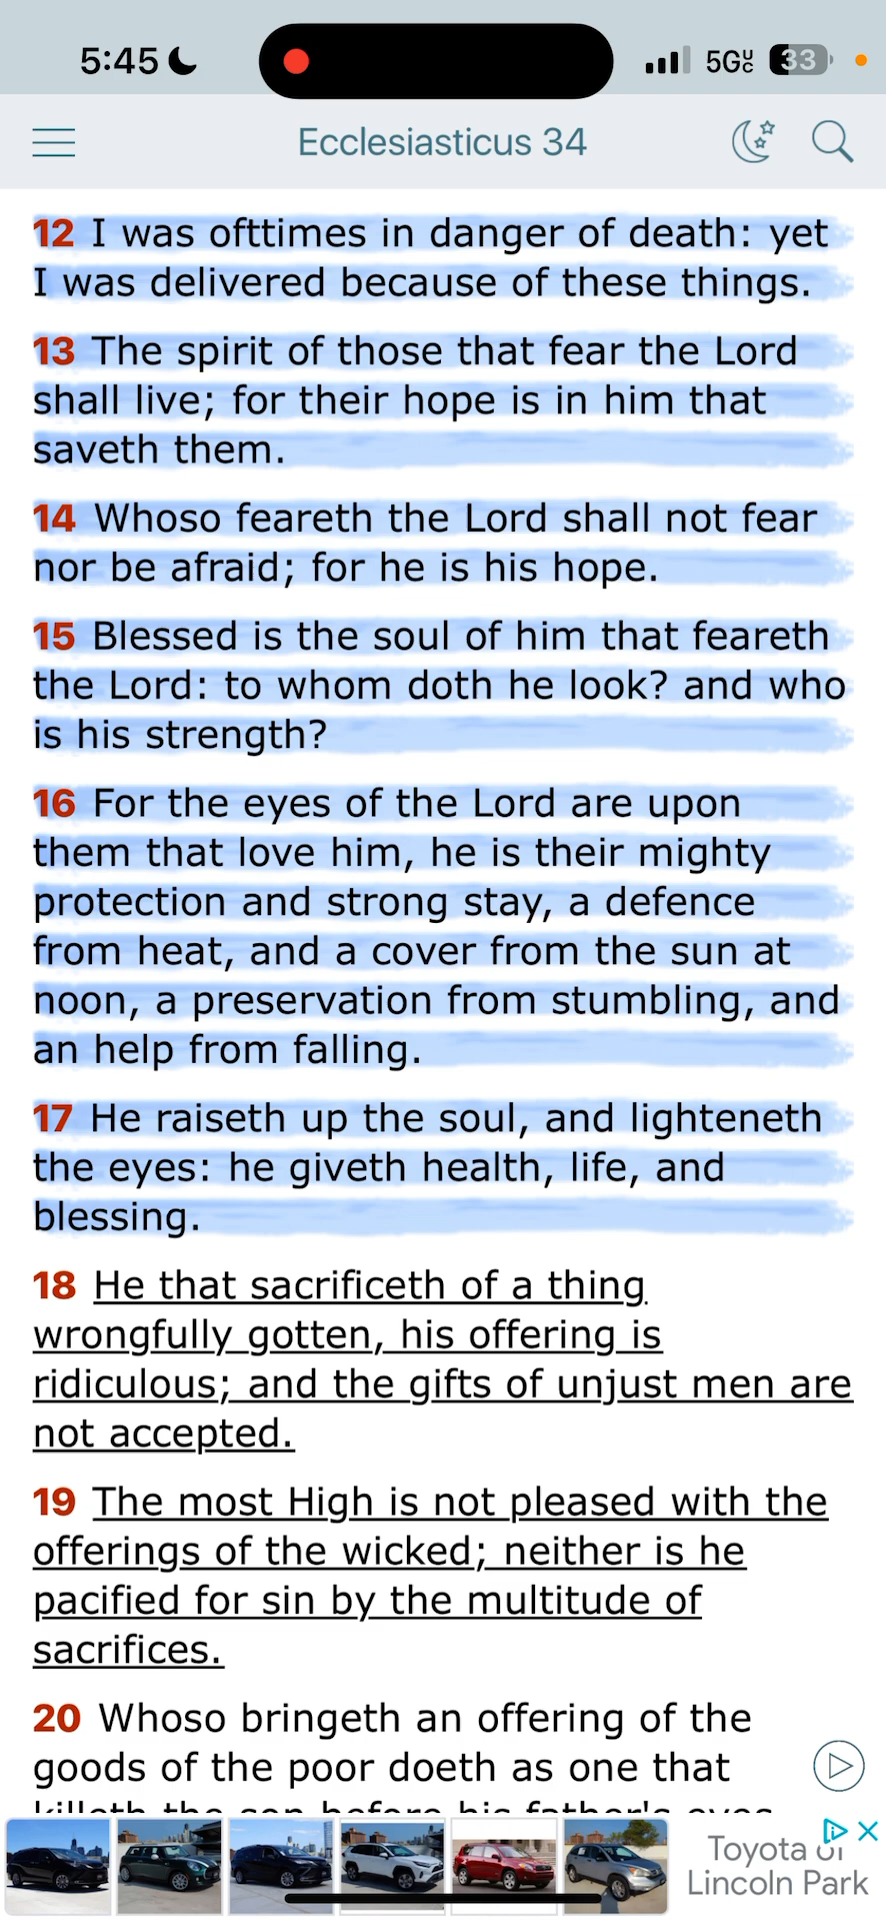 5:45
5G UC 33
Ecclesiasticus 34
12 I was ofttimes in danger of death: yet
I was delivered because of these things.
13 The spirit of those that fear the Lord
shall live; for their hope is in him that
saveth them.
14 Whoso feareth the Lord shall not fear
nor be afraid; for he is his hope.
15 Blessed is the soul of him that feareth
the Lord: to whom doth he look? and who
is his strength?
16 For the eyes of the Lord are upon
them that love him, he is their mighty
protection and strong stay, a defence
from heat, and a cover from the sun at
noon, a preservation from stumbling, and
an help from falling.
17 He raiseth up the soul, and lighteneth
the eyes: he giveth health, life, and
blessing.
18 He that sacrificeth of a thing
wrongfully gotten, his offering is
ridiculous; and the gifts of unjust men are
not accepted.
19 The most High is not pleased with the
offerings of the wicked; neither is he
pacified for sin by the multitude of
sacrifices.
20 Whoso bringeth an offering of the
goods of the poor doeth as one that
killeth the son before his father's eyes
Toyota of
Lincoln Park